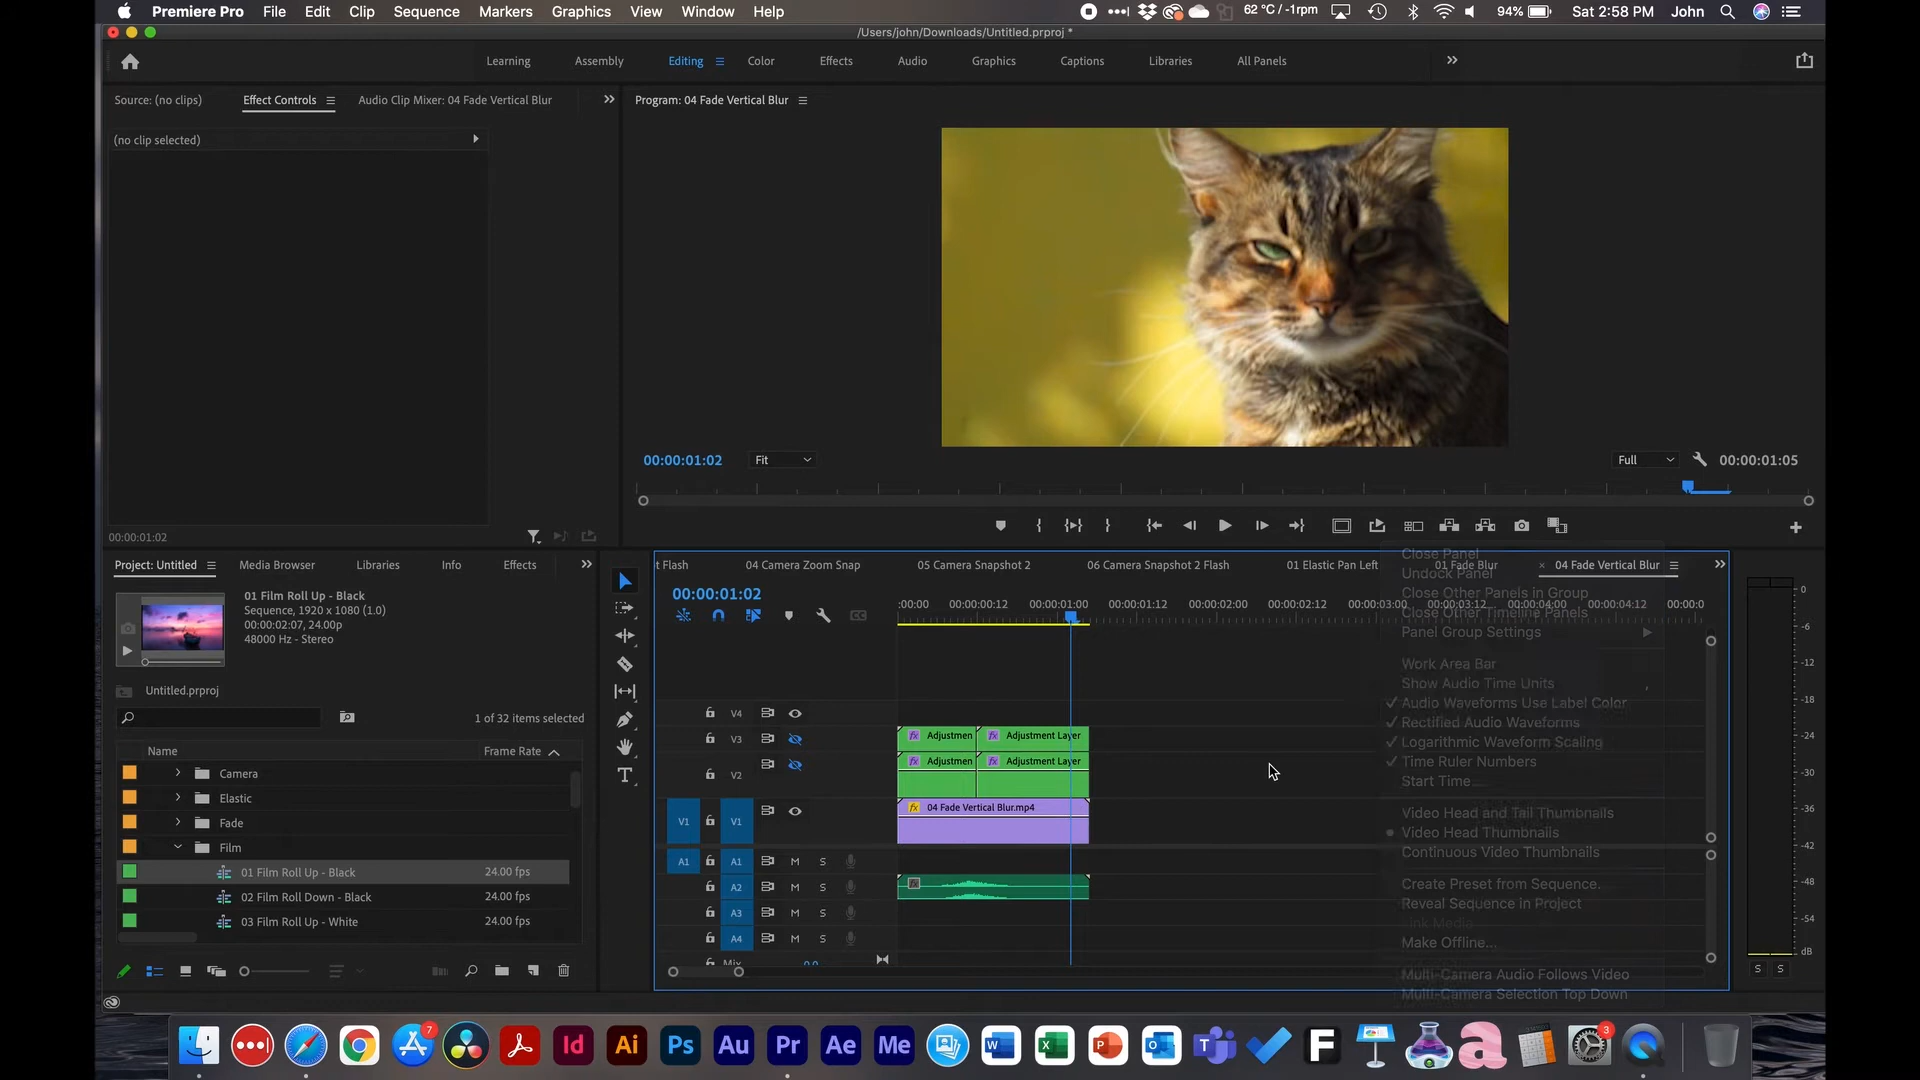 Premiere Pro File Edit Clip Sequence Markers Graphics View Window Help 62 °C / -1rpm 94% Sat 2:58 PM John
/Users/john/Downloads/Untitled.prproj *
Learning Assembly Editing Color Effects Audio Graphics Captions Libraries All Panels
Source: (no clips) Effect Controls Audio Clip Mixer: 04 Fade Vertical Blur
(no clip selected)
00:00:01:02
Program: 04 Fade Vertical Blur
00:00:01:02 Fit Full 00:00:01:05
Project: Untitled Media Browser Libraries Info Effects
01 Film Roll Up - Black
Sequence, 1920 x 1080 (1.0)
00:00:02:07, 24.00p
48000 Hz - Stereo
Untitled.prproj
1 of 32 items selected
Name Frame Rate
Camera
Elastic
Fade
Film
01 Film Roll Up - Black 24.00 fps
02 Film Roll Down - Black 24.00 fps
03 Film Roll Up - White 24.00 fps
t Flash 04 Camera Zoom Snap 05 Camera Snapshot 2 06 Camera Snapshot 2 Flash 01 Elastic Pan Left 01 Fade Blur × 04 Fade Vertical Blur
00:00:01:02
:00:00 00:00:00:12 00:00:01:00 00:00:01:12 00:00:02:00 00:00:02:12 00:00:03:00 00:00:03:12 00:00:04:00 00:00:04:12 00:00:0
V4
V3 Adjustmen Adjustment Layer
V2 Adjustmen Adjustment Layer
V1 V1 04 Fade Vertical Blur.mp4
A1 A1 M S
A2 M S
A3 M S
A4 M S
Mix 0.0
Close Panel
Undock Panel
Close Other Panels in Group
Close Other Timeline Panels
Panel Group Settings
Work Area Bar
Show Audio Time Units
Audio Waveforms Use Label Color
Rectified Audio Waveforms
Logarithmic Waveform Scaling
Time Ruler Numbers
Start Time...
Video Head and Tail Thumbnails
Video Head Thumbnails
Continuous Video Thumbnails
Create Preset from Sequence.
Reveal Sequence in Project
Link Media
Make Offline...
Multi-Camera Audio Follows Video
Multi-Camera Selection Top Down
0
-6
-12
-18
-24
-30
-36
-42
-48
-54
dB
S S
7 Id Ai Ps Au Pr Ae Me W X P O T F a 3